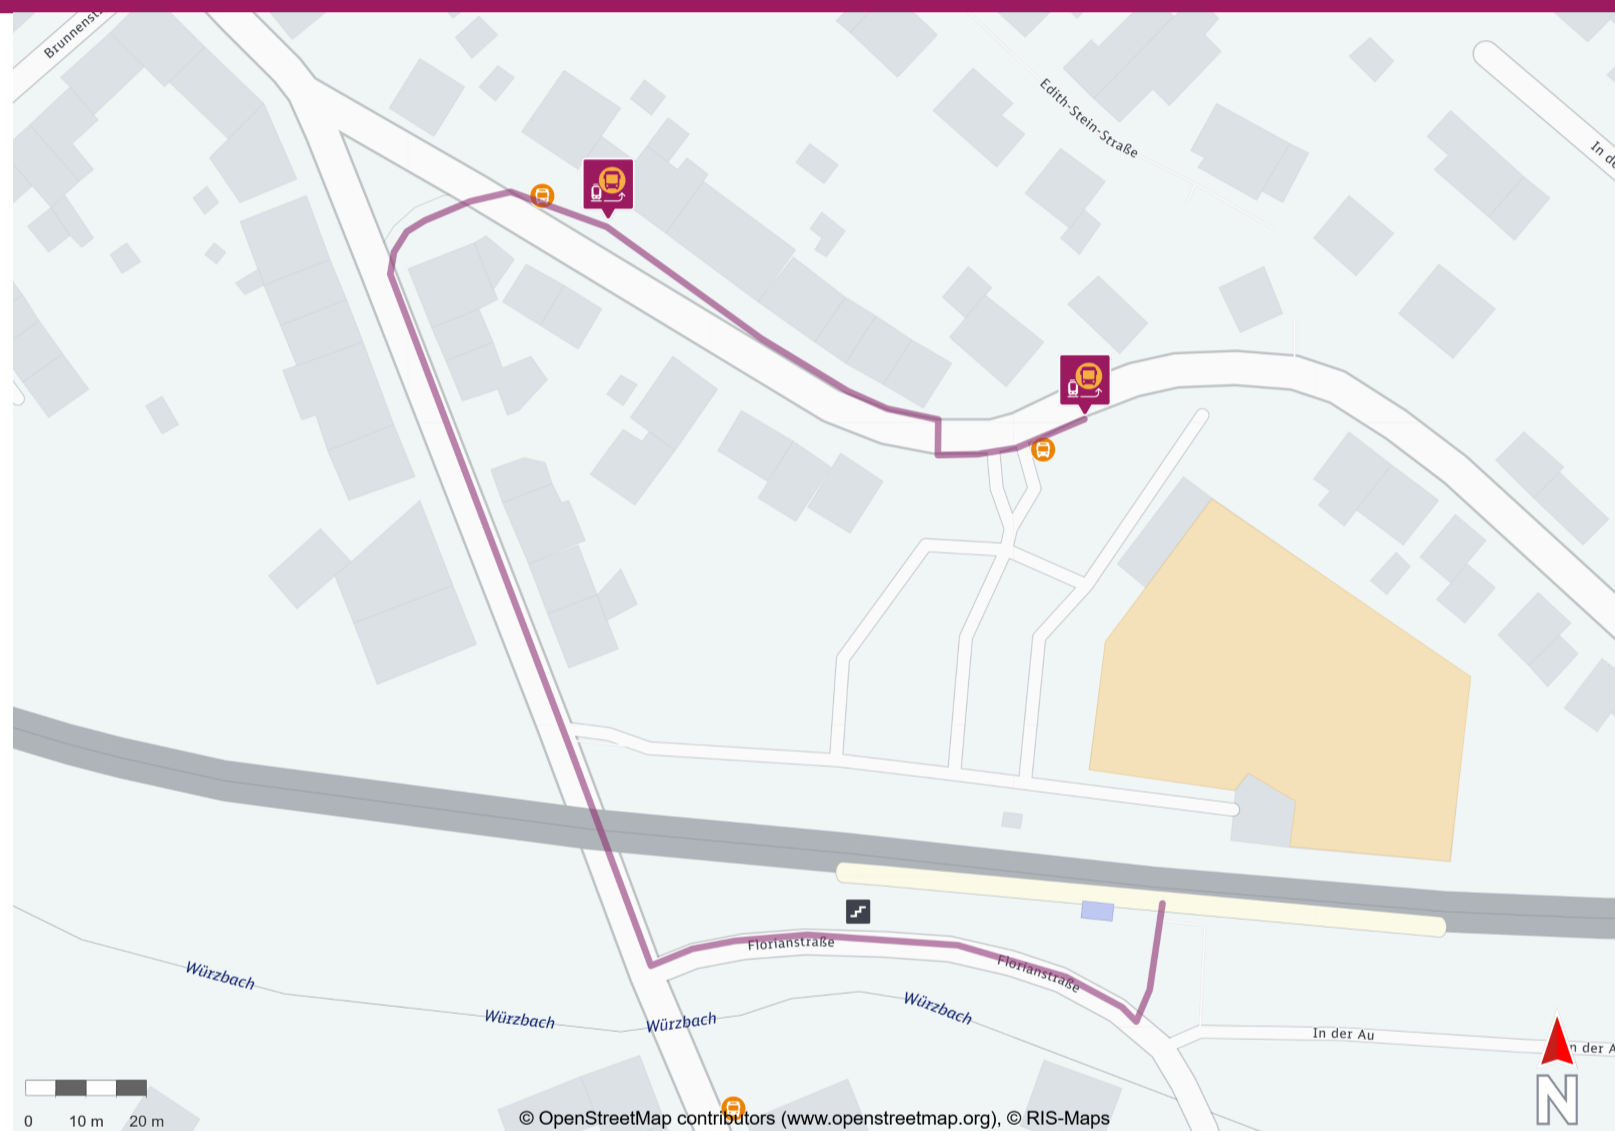 Brunnenst
Edith-Stein-Straße
In de
Florianstraße
Florianstraße
Würzbach
Würzbach
Würzbach
Würzbach
In der Au
n der A
0 10 m 20 m
N
© OpenStreetMap contributors (www.openstreetmap.org), © RIS-Maps